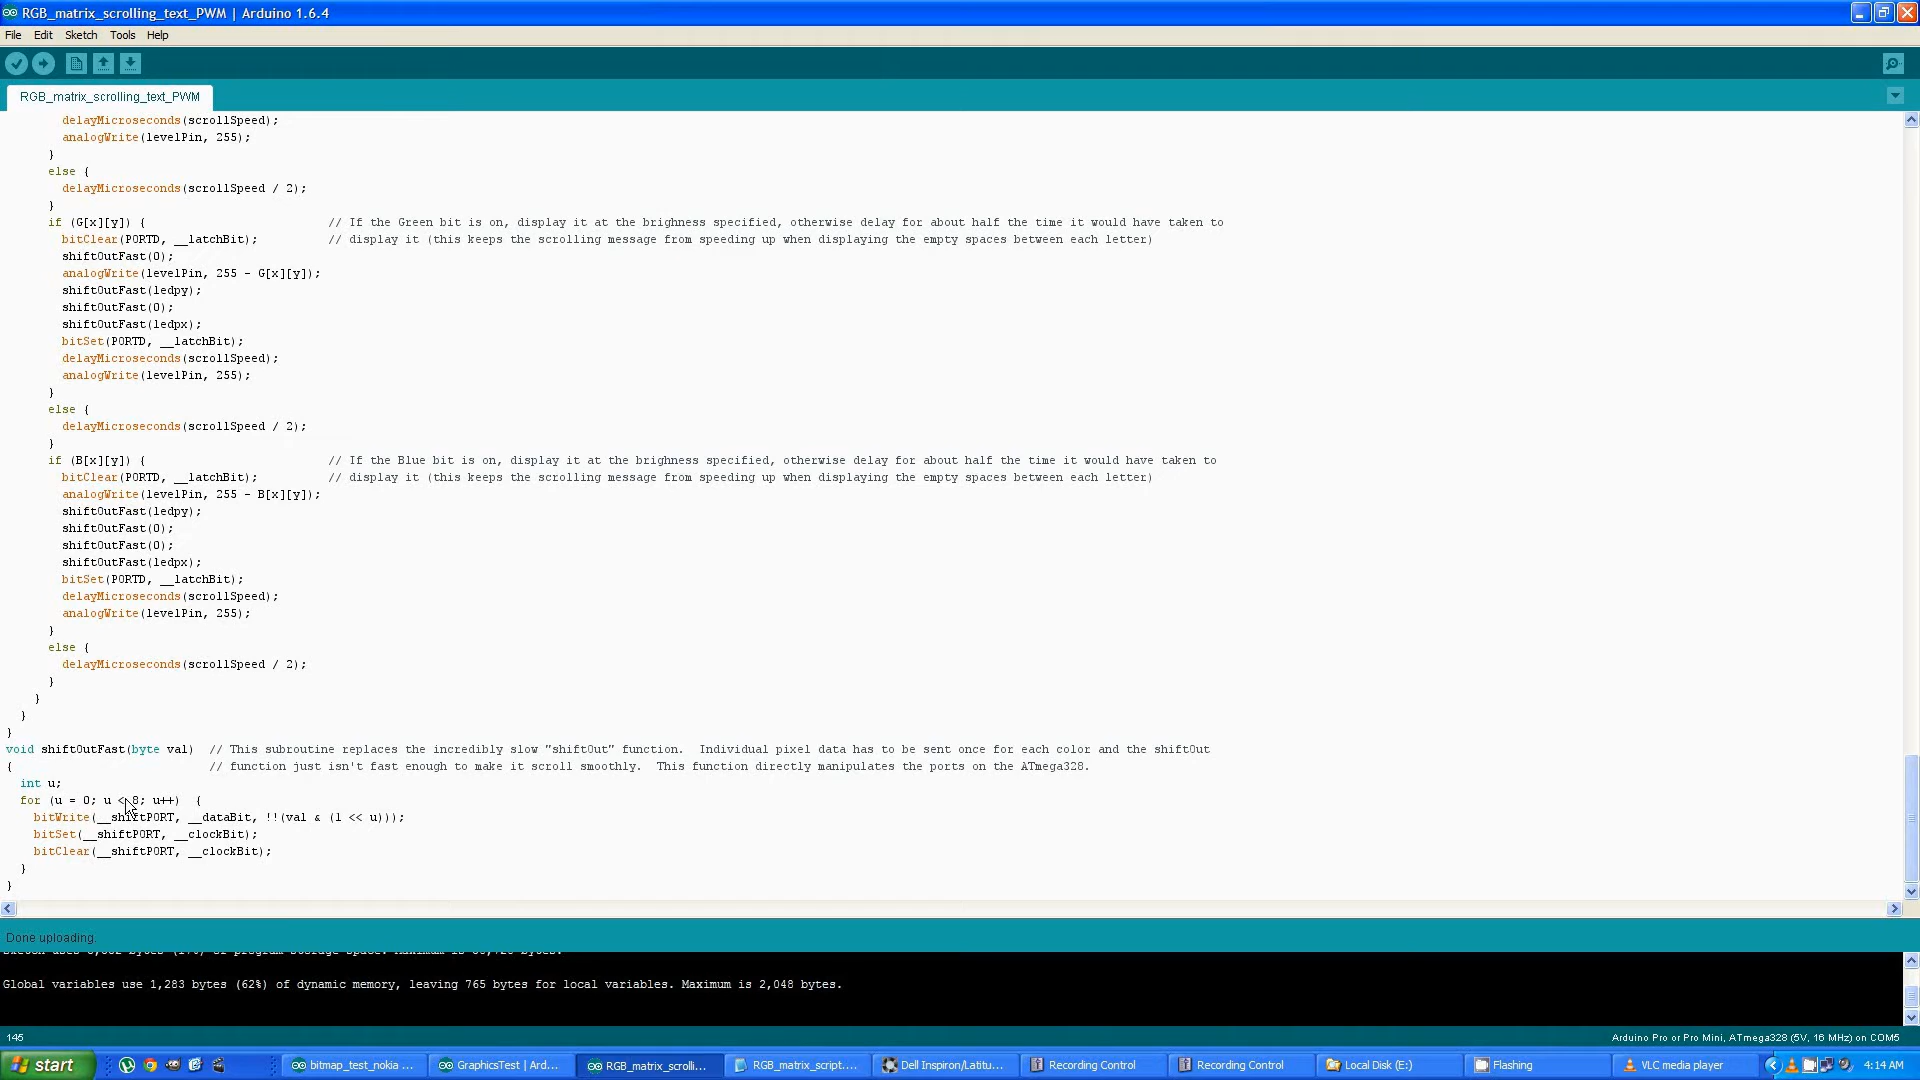 RGB_matrix_scrolling_text_PWM | Arduino 1.6.4
File Edit Sketch Tools Help
RGB_matrix_scrolling_text_PWM
delayMicroseconds(scrollSpeed);
analogWrite(levelPin, 255);
}
else {
delayMicroseconds(scrollSpeed / 2);
}
if (G[x][y]) { // If the Green bit is on, display it at the brighness specified, otherwise delay for about half the time it would have taken to
bitClear(PORTD, __latchBit); // display it (this keeps the scrolling message from speeding up when displaying the empty spaces between each letter)
shiftOutFast(0);
analogWrite(levelPin, 255 - G[x][y]);
shiftOutFast(ledpy);
shiftOutFast(0);
shiftOutFast(ledpx);
bitSet(PORTD, __latchBit);
delayMicroseconds(scrollSpeed);
analogWrite(levelPin, 255);
}
else {
delayMicroseconds(scrollSpeed / 2);
}
if (B[x][y]) { // If the Blue bit is on, display it at the brighness specified, otherwise delay for about half the time it would have taken to
bitClear(PORTD, __latchBit); // display it (this keeps the scrolling message from speeding up when displaying the empty spaces between each letter)
analogWrite(levelPin, 255 - B[x][y]);
shiftOutFast(ledpy);
shiftOutFast(0);
shiftOutFast(0);
shiftOutFast(ledpx);
bitSet(PORTD, __latchBit);
delayMicroseconds(scrollSpeed);
analogWrite(levelPin, 255);
}
else {
delayMicroseconds(scrollSpeed / 2);
}
}
}
}
void shiftOutFast(byte val) // This subroutine replaces the incredibly slow "shiftOut" function. Individual pixel data has to be sent once for each color and the shiftOut
{ // function just isn't fast enough to make it scroll smoothly. This function directly manipulates the ports on the ATmega328.
int u;
for (u = 0; u < 8; u++) {
bitWrite(__shiftPORT, __dataBit, !!(val & (1 << u)));
bitSet(__shiftPORT, __clockBit);
bitClear(__shiftPORT, __clockBit);
}
}
Done uploading.
Global variables use 1,283 bytes (62%) of dynamic memory, leaving 765 bytes for local variables. Maximum is 2,048 bytes.
145 Arduino Pro or Pro Mini, ATmega328 (5V, 16 MHz) on COM5
start bitmap_test_nokia ... GraphicsTest | Ard... RGB_matrix_scrolli... RGB_matrix_script.... Dell Inspiron/Latitu... Recording Control Recording Control Local Disk (E:) Flashing VLC media player 4:14 AM